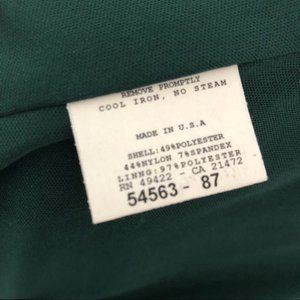 REMOVE PROMPTLY
COOL IRON, NO STEAM
MADE IN U.S.A
SHELL:49%POLYESTER
44%NYLON 7%SPANDEX
LINNG:97%POLYESTER
RN 49422 - CA 21472
54563 - 87